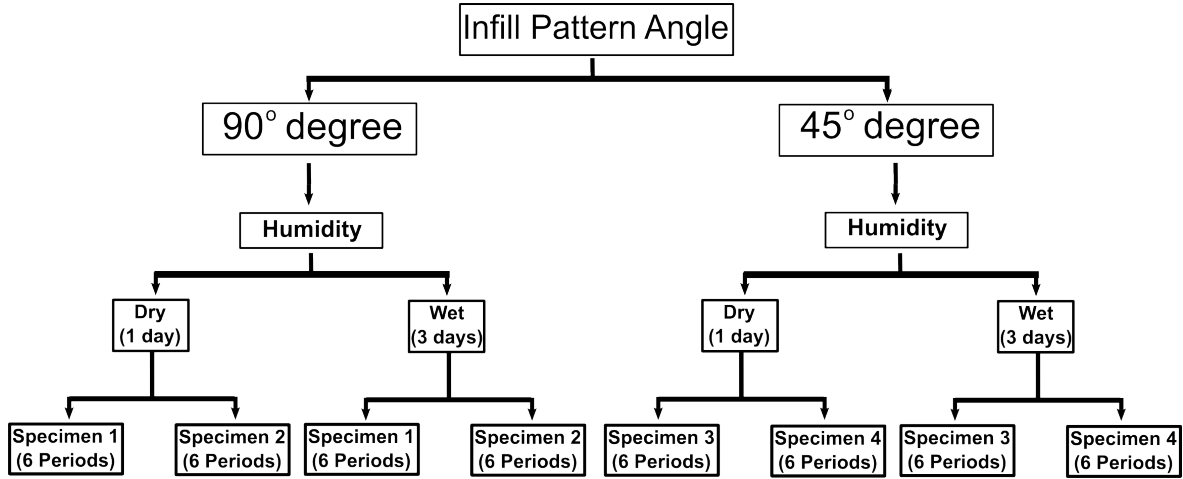 Infill Pattern Angle
90° degree
45° degree
Humidity
Humidity
Dry
(1 day)
Wet
(3 days)
Dry
(1 day)
Wet
(3 days)
Specimen 1
(6 Periods)
Specimen 2
(6 Periods)
Specimen 1
(6 Periods)
Specimen 2
(6 Periods)
Specimen 3
(6 Periods)
Specimen 4
(6 Periods)
Specimen 3
(6 Periods)
Specimen 4
(6 Periods)